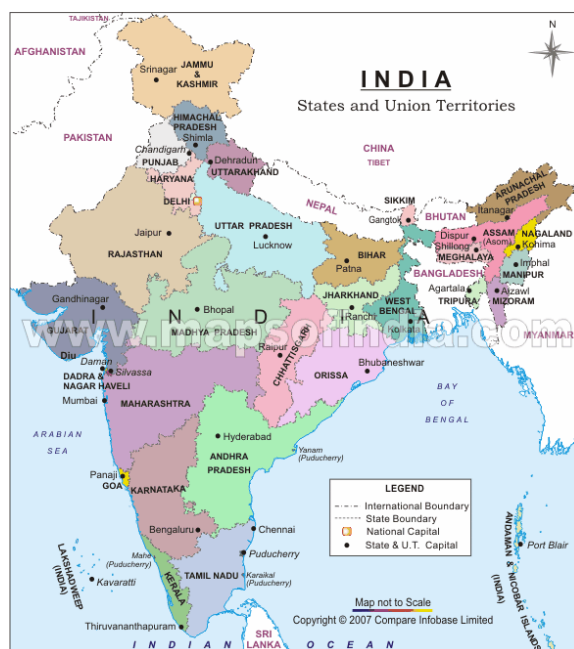 TAJIKISTAN
AFGHANISTAN
N
JAMMU
&
KASHMIR
Srinagar
INDIA
States and Union Territories
HIMACHAL
PRADESH
Shimla
PAKISTAN
Chandigarh
PUNJAB
Dehradun
UTTARAKHAND
CHINA
TIBET
HARYANA
DELHI
NEPAL
SIKKIM
Gangtok
BHUTAN
ARUNACHAL
PRADESH
Itanagar
Jaipur
RAJASTHAN
UTTAR PRADESH
Lucknow
BIHAR
Patna
Dispur
Shillong
MEGHALAYA
ASSAM
(Asom)
NAGALAND
Kohima
Imphal
MANIPUR
BANGLADESH
Agartala
TRIPURA
Aizawl
MIZORAM
MYANMAR
Gandhinagar
GUJARAT
I N D I A
Bhopal
MADHYA PRADESH
JHARKHAND
Ranchi
WEST
BENGAL
Kolkata
www.mapsofindia.com
CHHATTISGARH
Raipur
Bhubaneshwar
ORISSA
Diu
Daman
Silvassa
DADRA &
NAGAR HAVELI
Mumbai
MAHARASHTRA
BAY
OF
BENGAL
ARABIAN
SEA
Hyderabad
ANDHRA
PRADESH
Yanam
(Puducherry)
Panaji
GOA
KARNATAKA
Bengaluru
Chennai
LEGEND
International Boundary
State Boundary
National Capital
State & U.T. Capital
Mahe
(Puducherry)
Puducherry
Karaikal
(Puducherry)
TAMIL NADU
KERALA
LAKSHADWEEP
(INDIA)
Kavaratti
Thiruvananthapuram
ANDAMAN & NICOBAR ISLANDS
(INDIA)
Port Blair
Map not to Scale
Copyright © 2007 Compare Infobase Limited
SRI
LANKA
INDIAN OCEAN